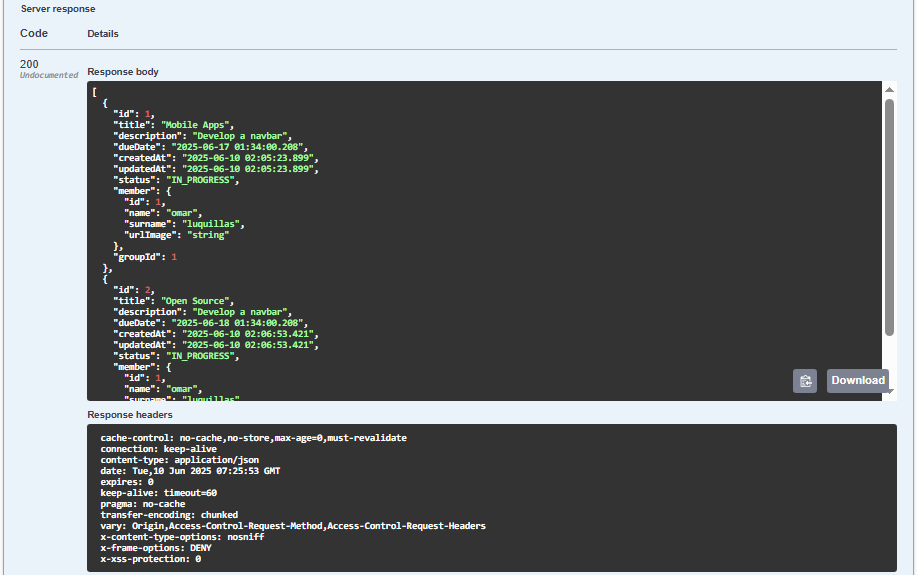 Server response
Code Details
200
Undocumented
Response body
[
  {
    "id": 1,
    "title": "Mobile Apps",
    "description": "Develop a navbar",
    "dueDate": "2025-06-17 01:34:00.208",
    "createdAt": "2025-06-10 02:05:23.899",
    "updatedAt": "2025-06-10 02:05:23.899",
    "status": "IN_PROGRESS",
    "member": {
      "id": 1,
      "name": "omar",
      "surname": "luquillas",
      "urlImage": "string"
    },
    "groupId": 1
  },
  {
    "id": 2,
    "title": "Open Source",
    "description": "Develop a navbar",
    "dueDate": "2025-06-18 01:34:00.208",
    "createdAt": "2025-06-10 02:06:53.421",
    "updatedAt": "2025-06-10 02:06:53.421",
    "status": "IN_PROGRESS",
    "member": {
      "id": 1,
      "name": "omar",
      "surname": "luquillas"
Download
Response headers
cache-control: no-cache,no-store,max-age=0,must-revalidate
connection: keep-alive
content-type: application/json
date: Tue,10 Jun 2025 07:25:53 GMT
expires: 0
keep-alive: timeout=60
pragma: no-cache
transfer-encoding: chunked
vary: Origin,Access-Control-Request-Method,Access-Control-Request-Headers
x-content-type-options: nosniff
x-frame-options: DENY
x-xss-protection: 0